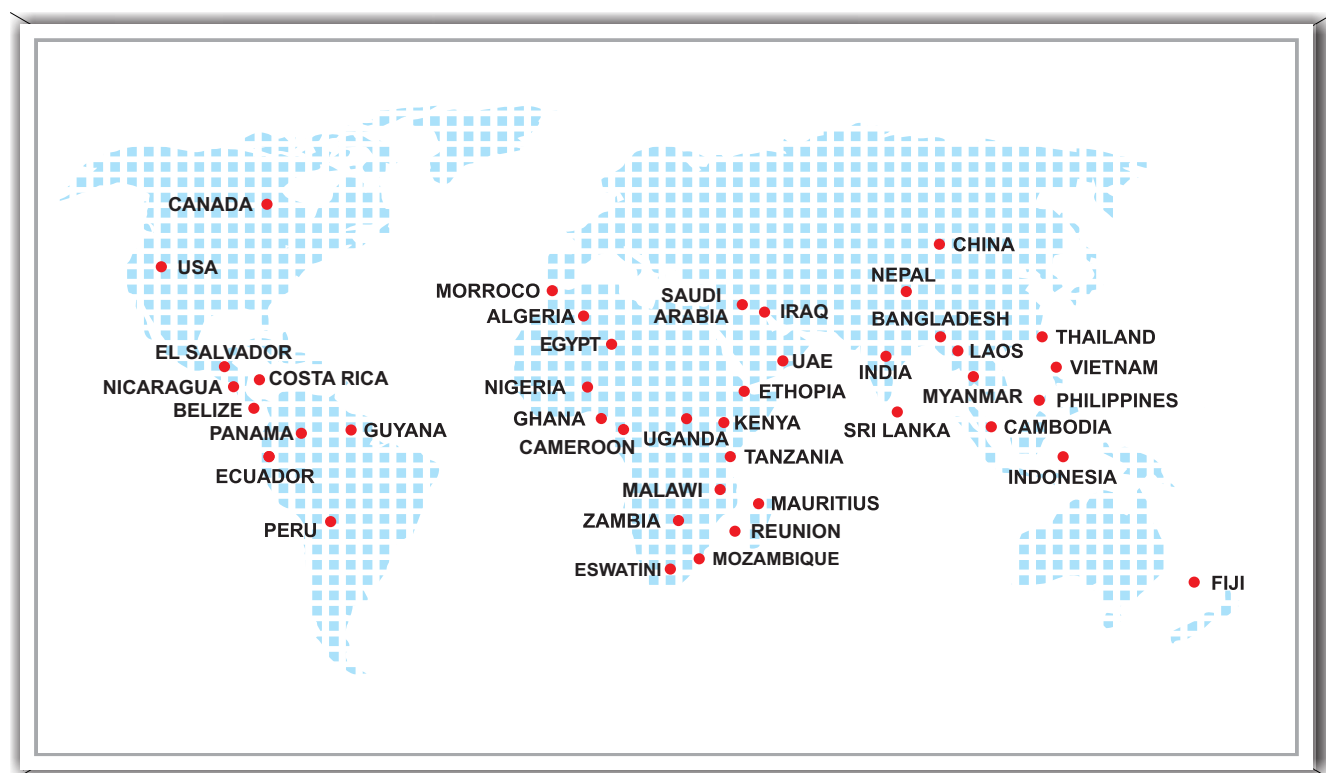 CANADA
USA
CHINA
NEPAL
MORROCO
SAUDI
ARABIA
IRAQ
ALGERIA
BANGLADESH
EGYPT
THAILAND
LAOS
EL SALVADOR
UAE
INDIA
VIETNAM
COSTA RICA
NICARAGUA
NIGERIA
ETHOPIA
MYANMAR
BELIZE
PHILIPPINES
GHANA
KENYA
PANAMA
GUYANA
CAMEROON
UGANDA
SRI LANKA
CAMBODIA
TANZANIA
ECUADOR
INDONESIA
MALAWI
MAURITIUS
ZAMBIA
PERU
REUNION
MOZAMBIQUE
ESWATINI
FIJI